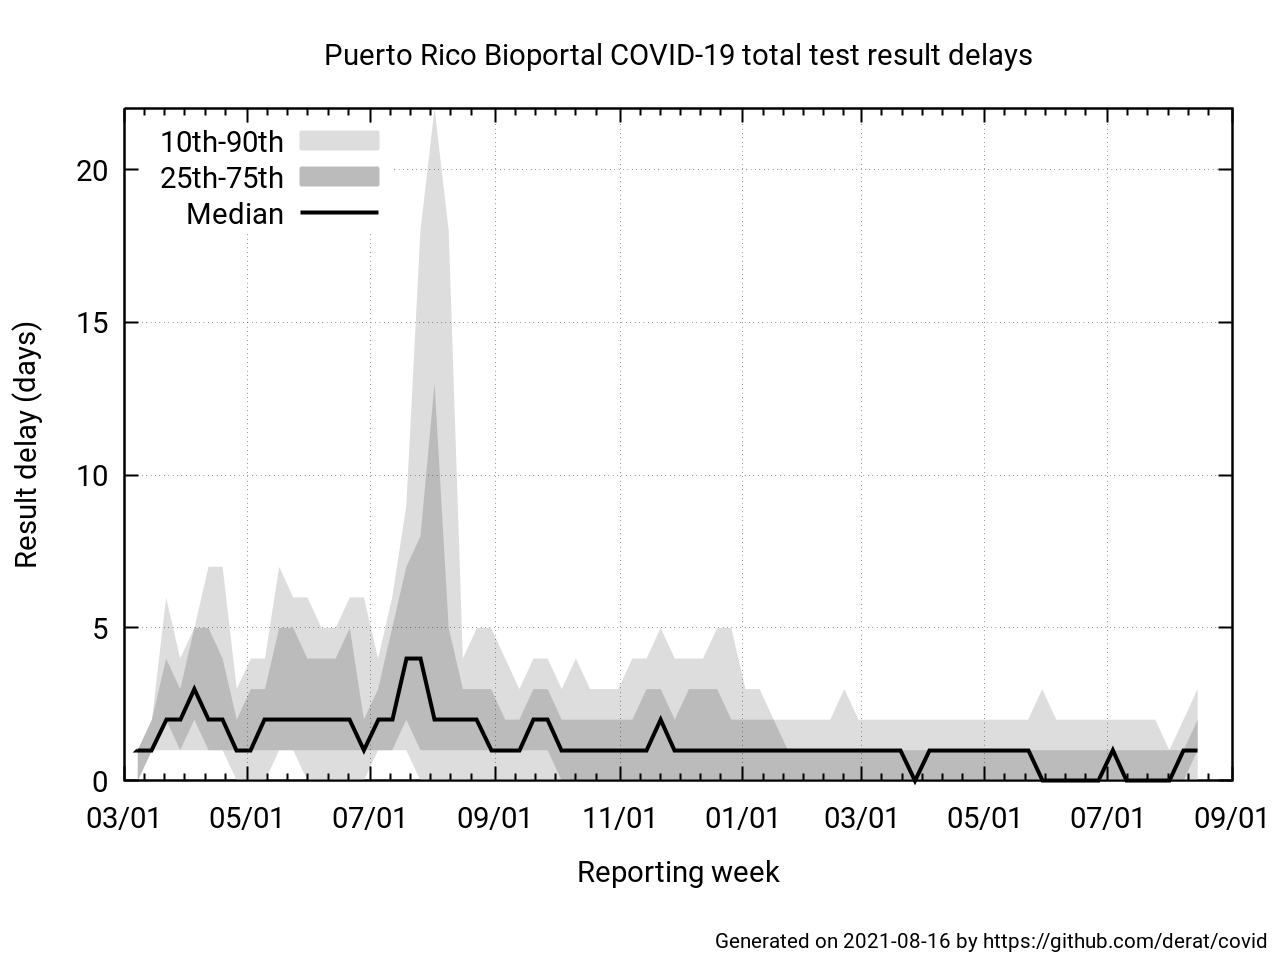 Puerto Rico Bioportal COVID-19 total test result delays
10th-90th
25th-75th
Median
20
15
10
5
0
Result delay (days)
03/01 05/01 07/01 09/01 11/01 01/01 03/01 05/01 07/01 09/01
Reporting week
Generated on 2021-08-16 by https://github.com/derat/covid